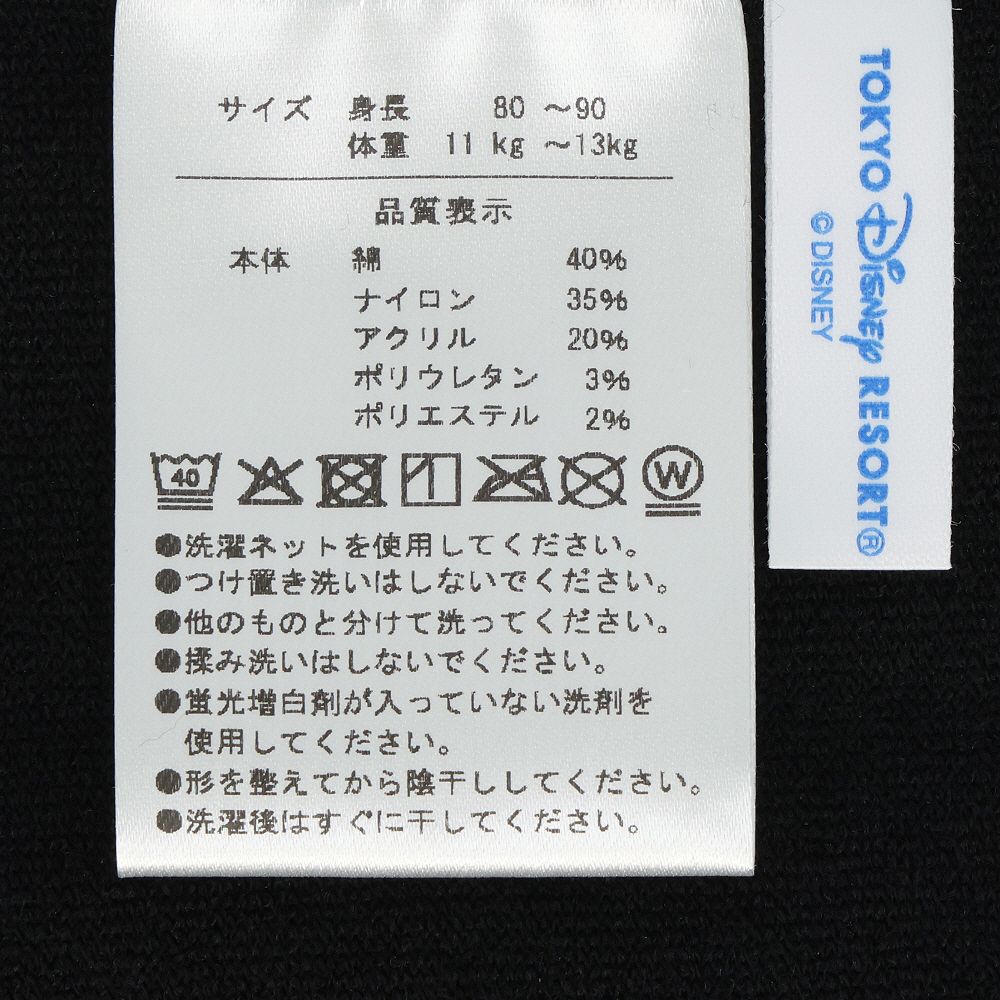 サイズ 身長 80 ～90
体重 11 kg ～13kg
品質表示
本体 綿 40%
ナイロン 35%
アクリル 20%
ポリウレタン 3%
ポリエステル 2%
40
W
●洗濯ネットを使用してください。
●つけ置き洗いはしないでください。
●他のものと分けて洗ってください。
●揉み洗いはしないでください。
●蛍光増白剤が入っていない洗剤を
使用してください。
●形を整えてから陰干ししてください。
●洗濯後はすぐに干してください。
TOKYO DISNEY RESORT®
© DISNEY